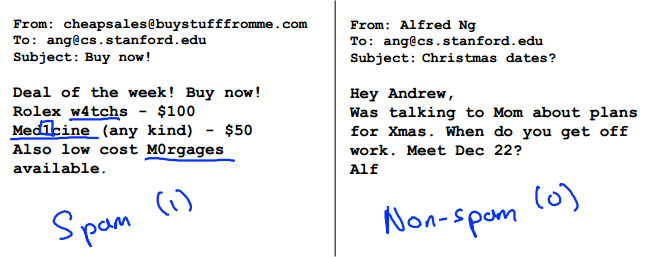 From: cheapsales@buystufffromme.com
To: ang@cs.stanford.edu
Subject: Buy now!
Deal of the week! Buy now!
Rolex w4tchs - $100
Med1cine (any kind) - $50
Also low cost M0rgages
available.
Spam (1)
From: Alfred Ng
To: ang@cs.stanford.edu
Subject: Christmas dates?
Hey Andrew,
Was talking to Mom about plans
for Xmas. When do you get off
work. Meet Dec 22?
Alf
Non-spam (0)